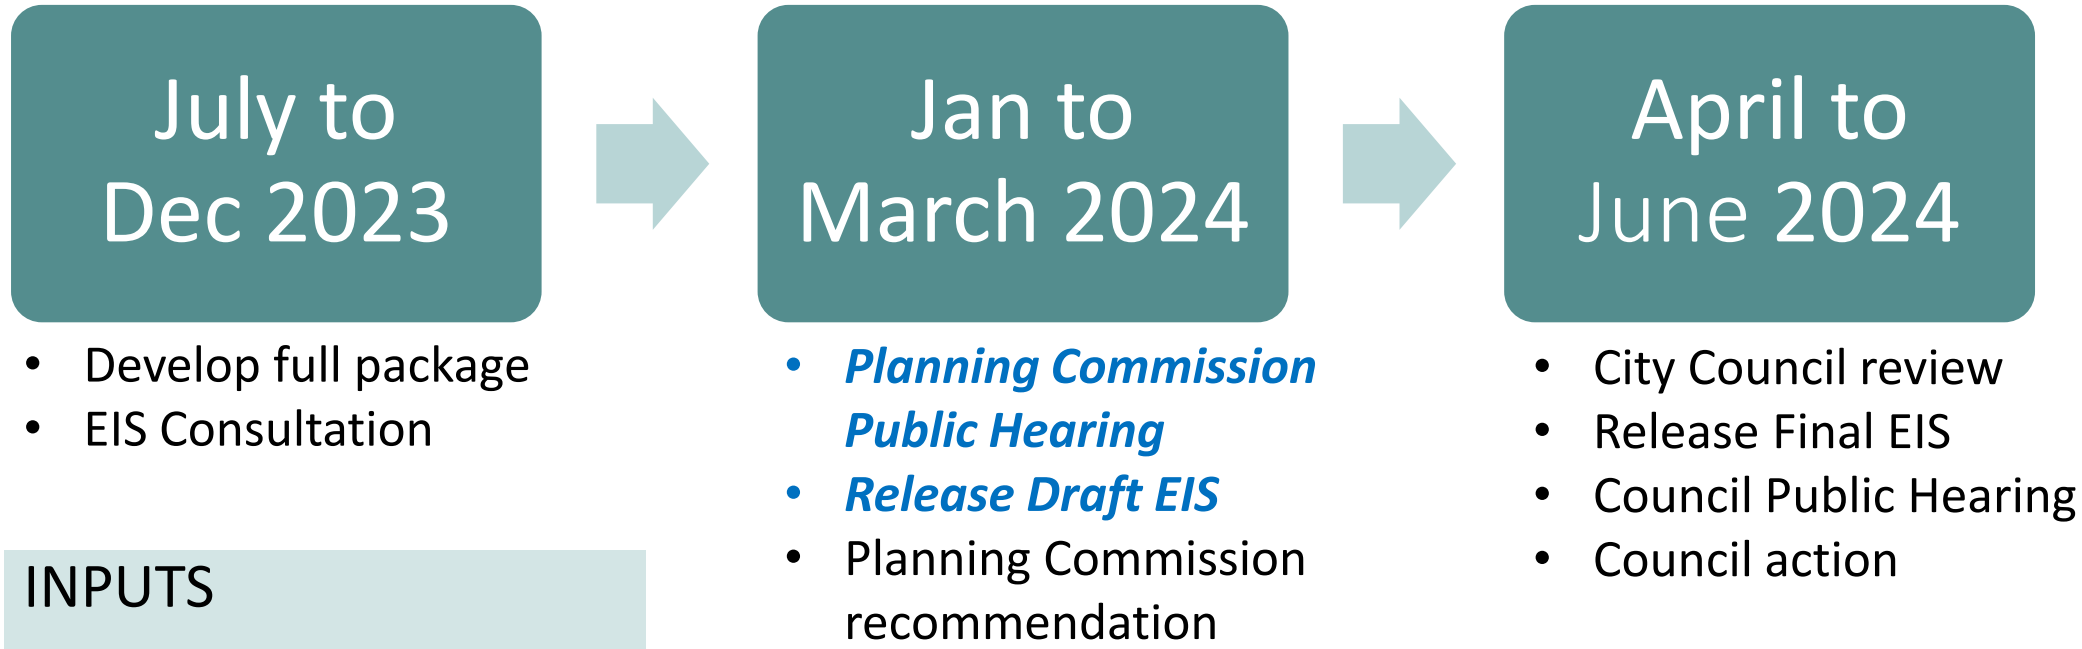 July to
Dec 2023
Jan to
March 2024
April to
June 2024
• Develop full package
• EIS Consultation
INPUTS
• Planning Commission
Public Hearing
• Release Draft EIS
• Planning Commission
recommendation
• City Council review
• Release Final EIS
• Council Public Hearing
• Council action